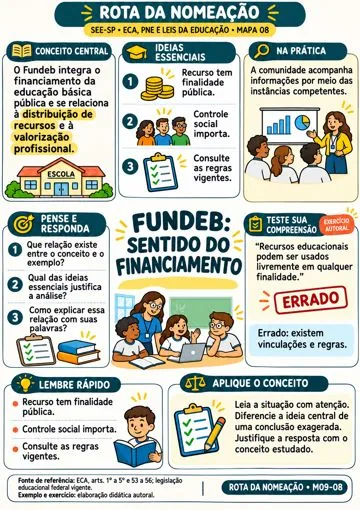 ROTA DA NOMEAÇÃO
SEE-SP • ECA, PNE E LEIS DA EDUCAÇÃO • MAPA 08
CONCEITO CENTRAL
O Fundeb integra o
financiamento da
educação básica
pública e se relaciona
à distribuição de
recursos e à
valorização
profissional.
ESCOLA
IDEIAS
ESSENCIAIS
1
Recurso tem
finalidade
pública.
2
Controle
social
importa.
3
Consulte
as regras
vigentes.
NA PRÁTICA
A comunidade acompanha
informações por meio das
instâncias competentes.
PENSE E
RESPONDA
1
Que relação existe
entre o conceito e o
exemplo?
2
Qual das ideias
essenciais justifica
a análise?
3
Como explicar essa
relação com suas
palavras?
FUNDEB:
SENTIDO DO
FINANCIAMENTO
TESTE SUA
COMPREENSÃO
EXERCÍCIO
AUTORAL
"Recursos educacionais
podem ser usados
livremente em qualquer
finalidade."
ERRADO
Errado: existem
vinculações e regras.
LEMBRE RÁPIDO
• Recurso tem finalidade
pública.
• Controle social importa.
• Consulte as regras
vigentes.
APLIQUE O CONCEITO
Leia a situação com atenção.
Diferencie a ideia central de
uma conclusão exagerada.
Justifique a resposta com o
conceito estudado.
Fonte de referência: ECA, arts. 1º a 5º e 53 a 56; legislação
educacional federal vigente.
Exemplo e exercício: elaboração didática autoral.
ROTA DA NOMEAÇÃO • M09-08